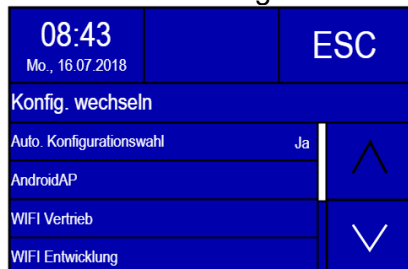 08:43
ESC
Mo., 16.07.2018
Konfig. wechseln
Auto. Konfigurationswahl Ja
AndroidAP
WIFI Vertrieb
WIFI Entwicklung